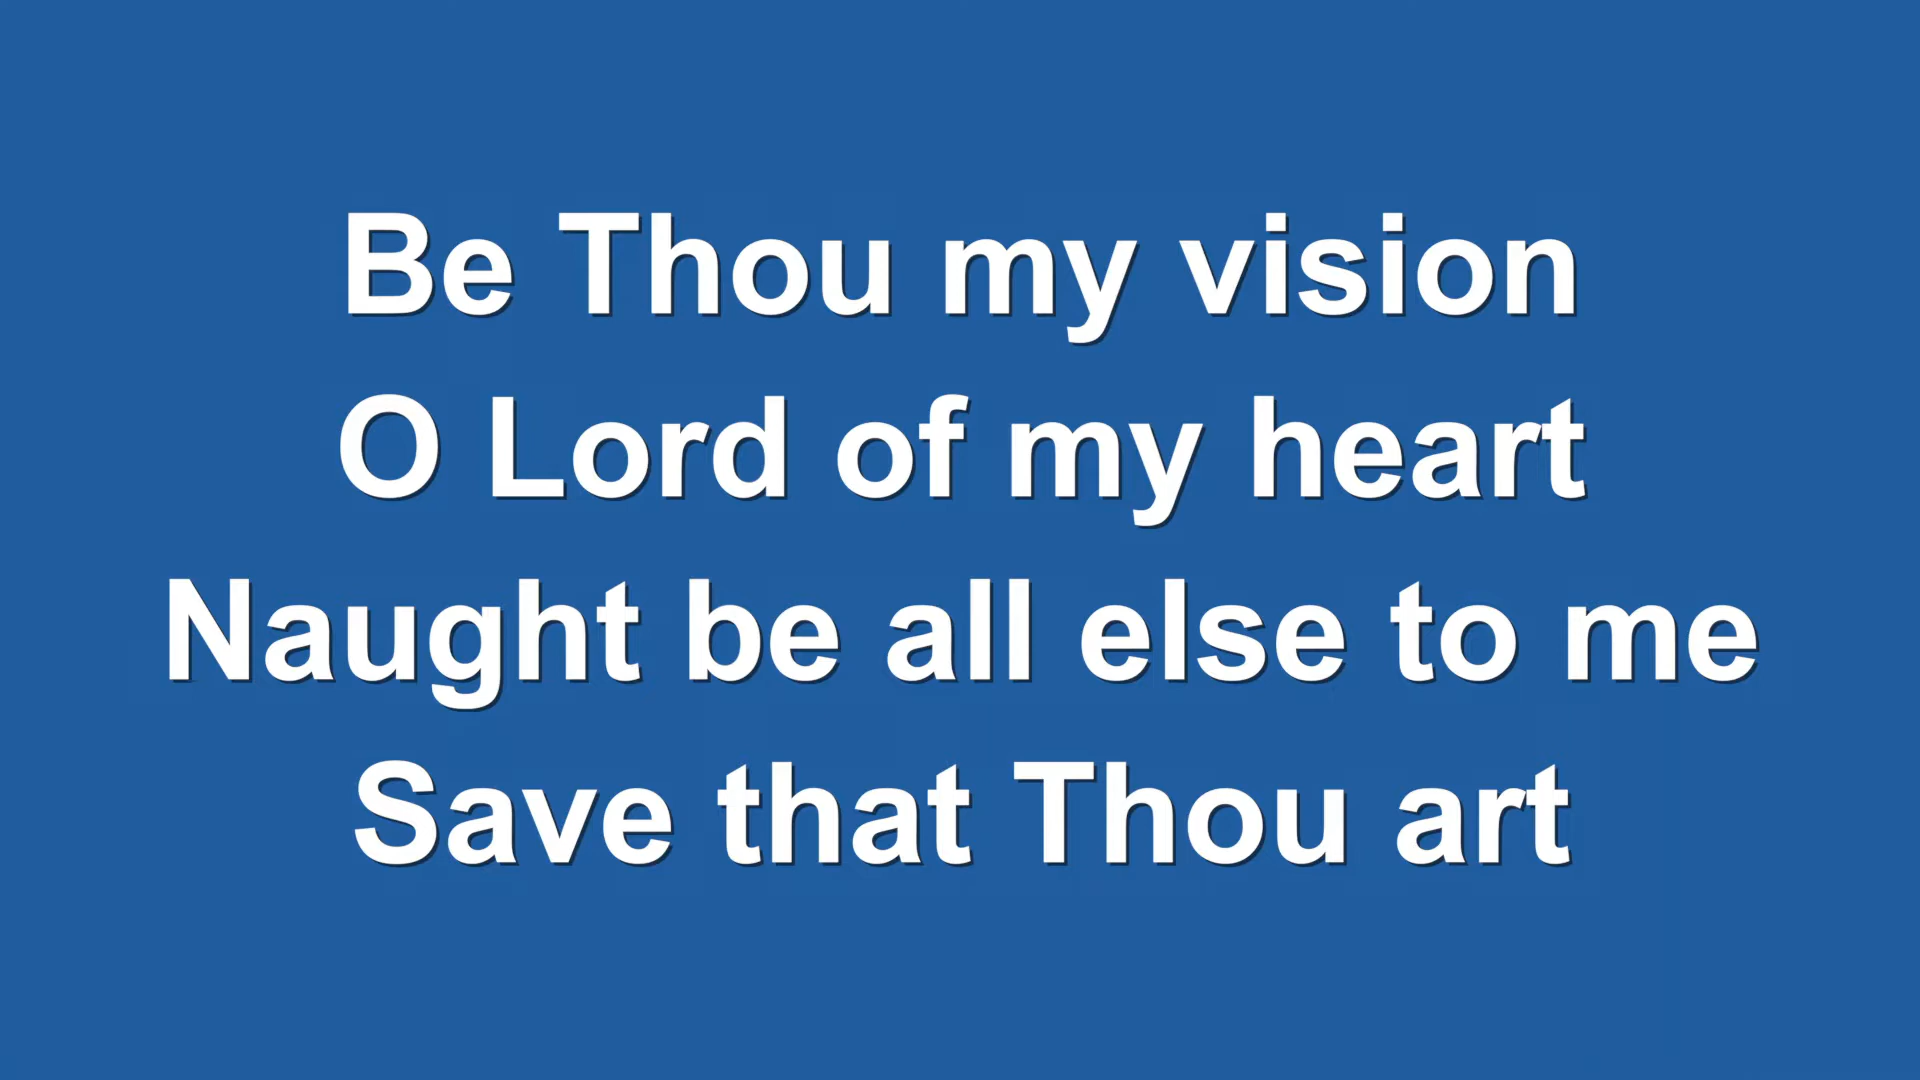 Be Thou my vision
O Lord of my heart
Naught be all else to me
Save that Thou art